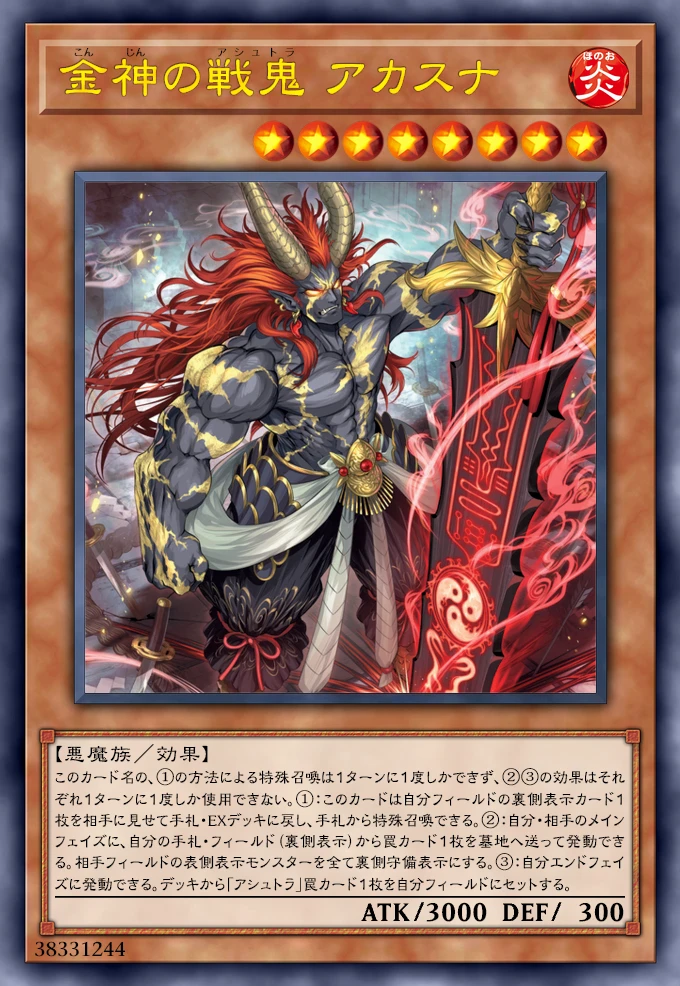 こん じん アシュトラ
金神の戦鬼 アカスナ
ほのお
炎
【悪魔族／効果】
このカード名の、①の方法による特殊召喚は1ターンに1度しかできず、②③の効果はそれ
ぞれ1ターンに1度しか使用できない。①：このカードは自分フィールドの裏側表示カード1
枚を相手に見せて手札・EXデッキに戻し、手札から特殊召喚できる。②：自分・相手のメイン
フェイズに、自分の手札・フィールド（裏側表示）から罠カード1枚を墓地へ送って発動でき
る。相手フィールドの表側表示モンスターを全て裏側守備表示にする。③：自分エンドフェイ
ズに発動できる。デッキから「アシュトラ」罠カード1枚を自分フィールドにセットする。
ATK/3000 DEF/ 300
38331244